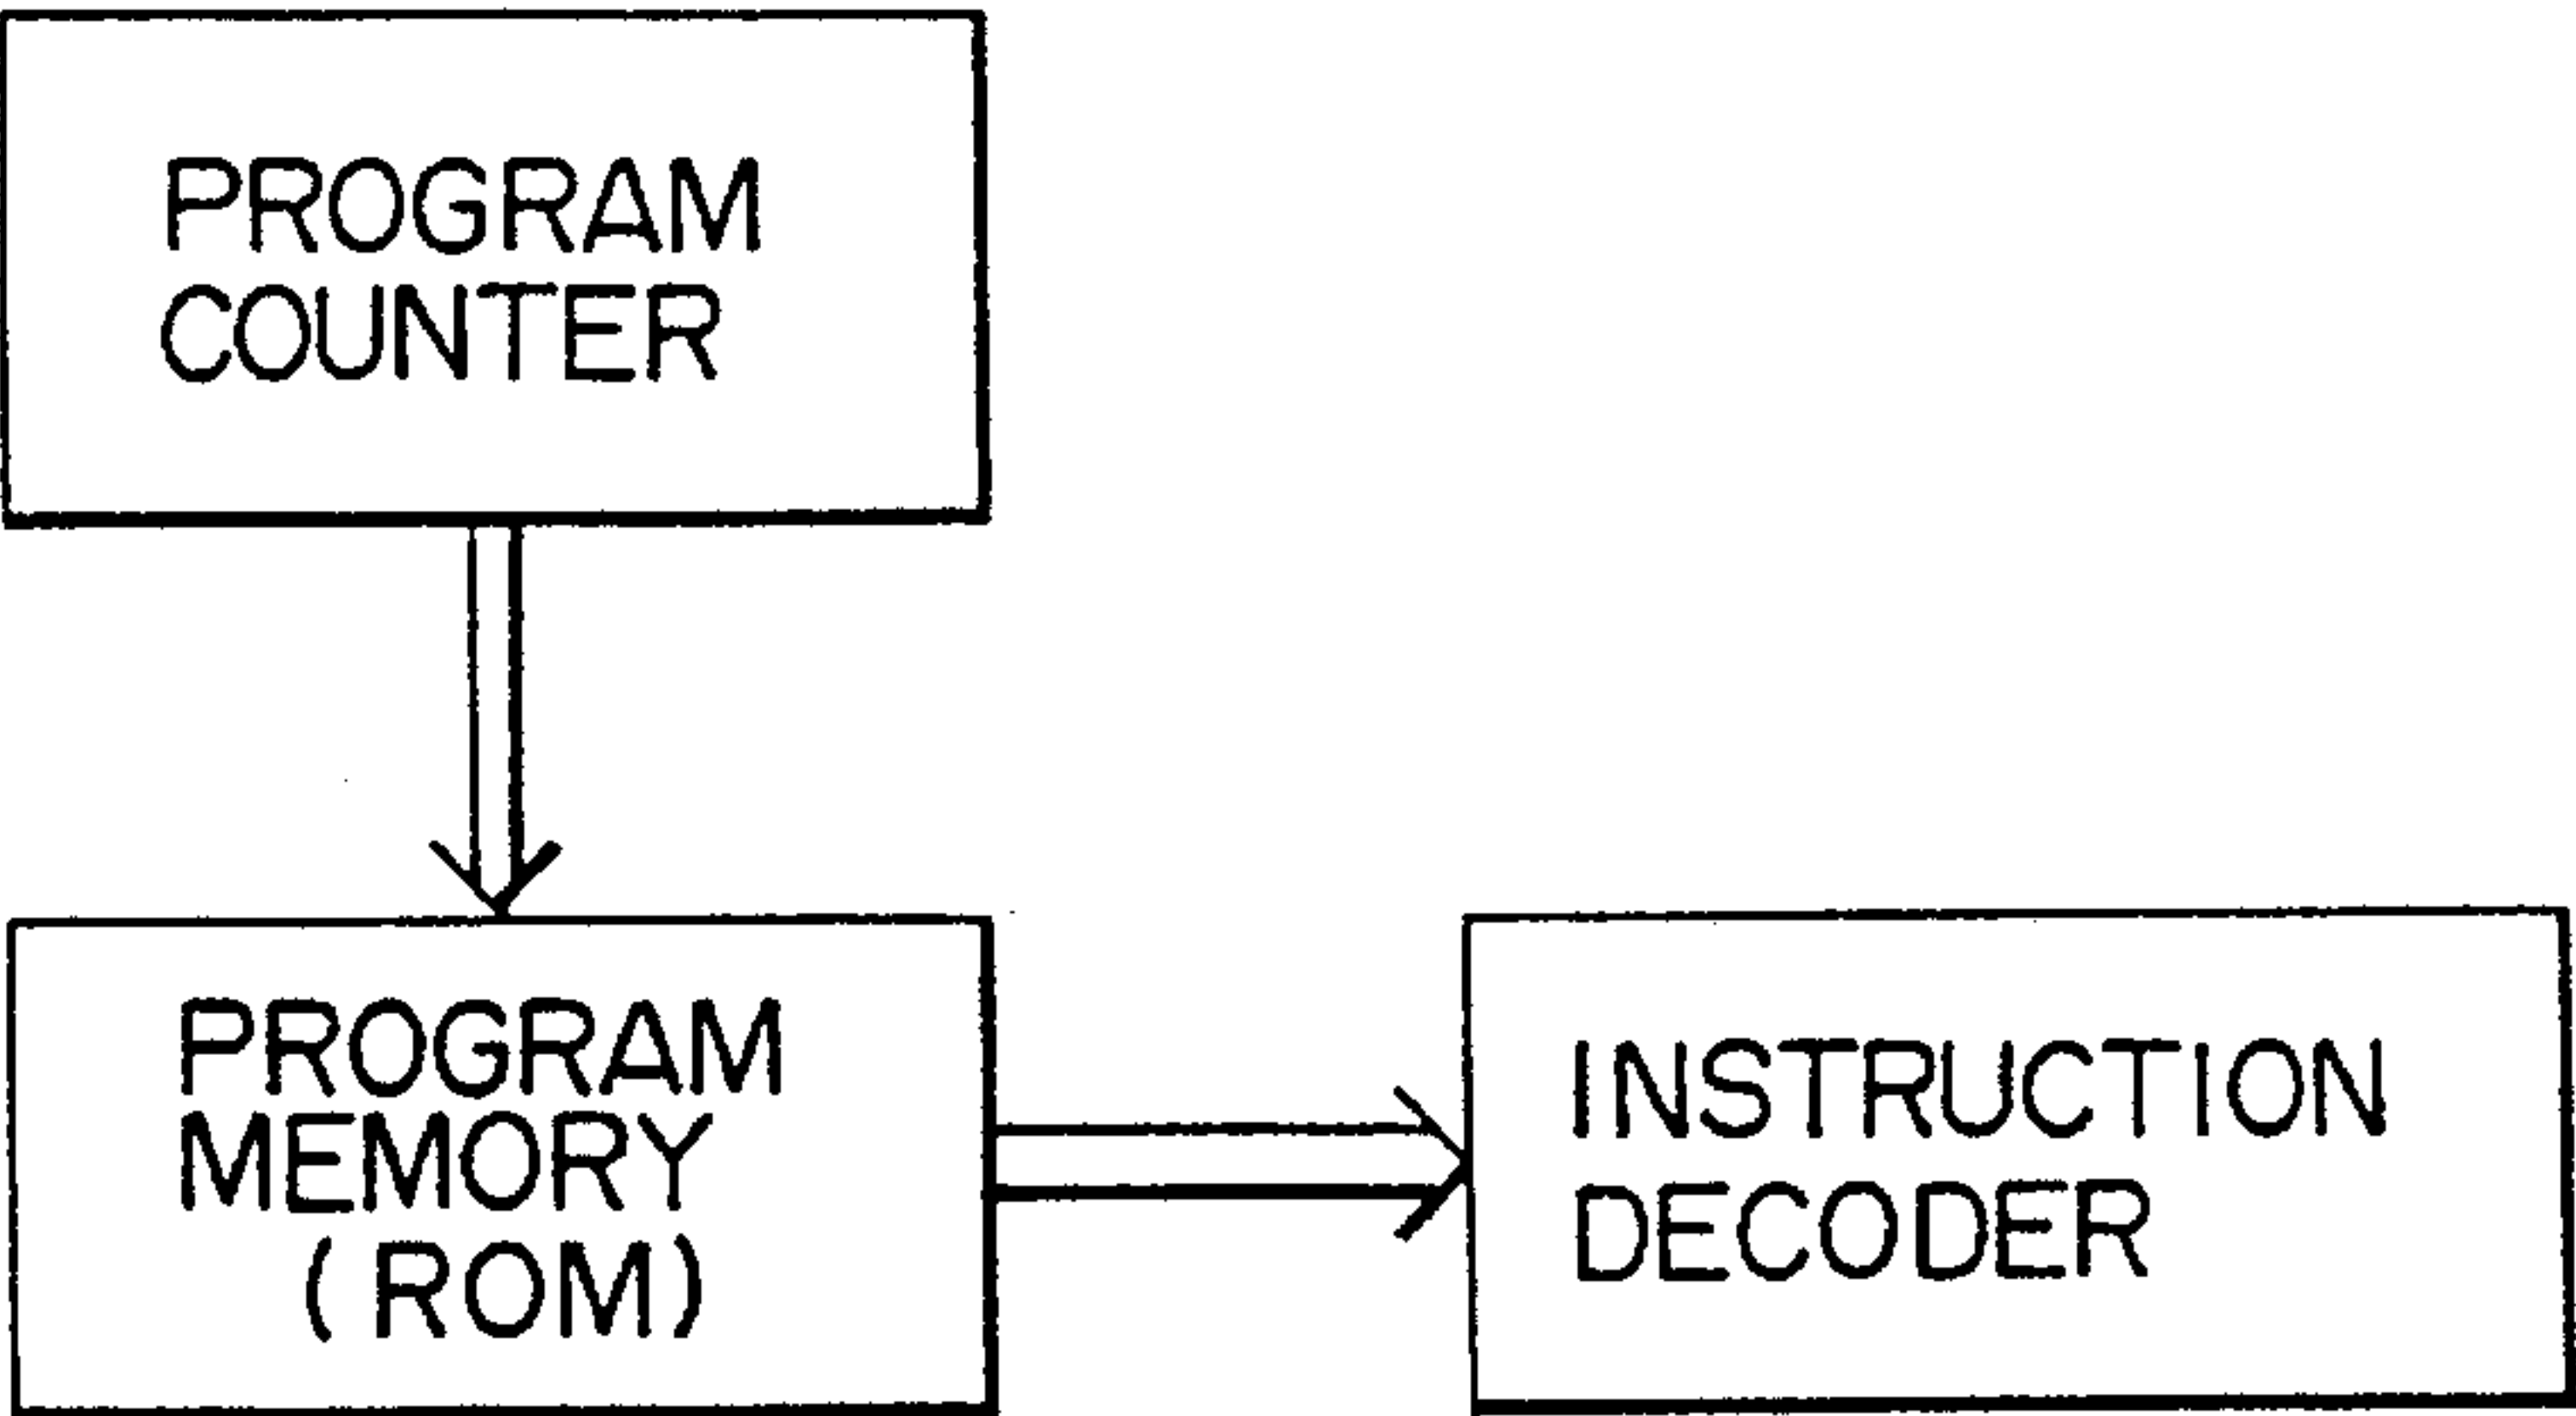 PROGRAM
COUNTER
PROGRAM
MEMORY
(ROM)
INSTRUCTION
DECODER